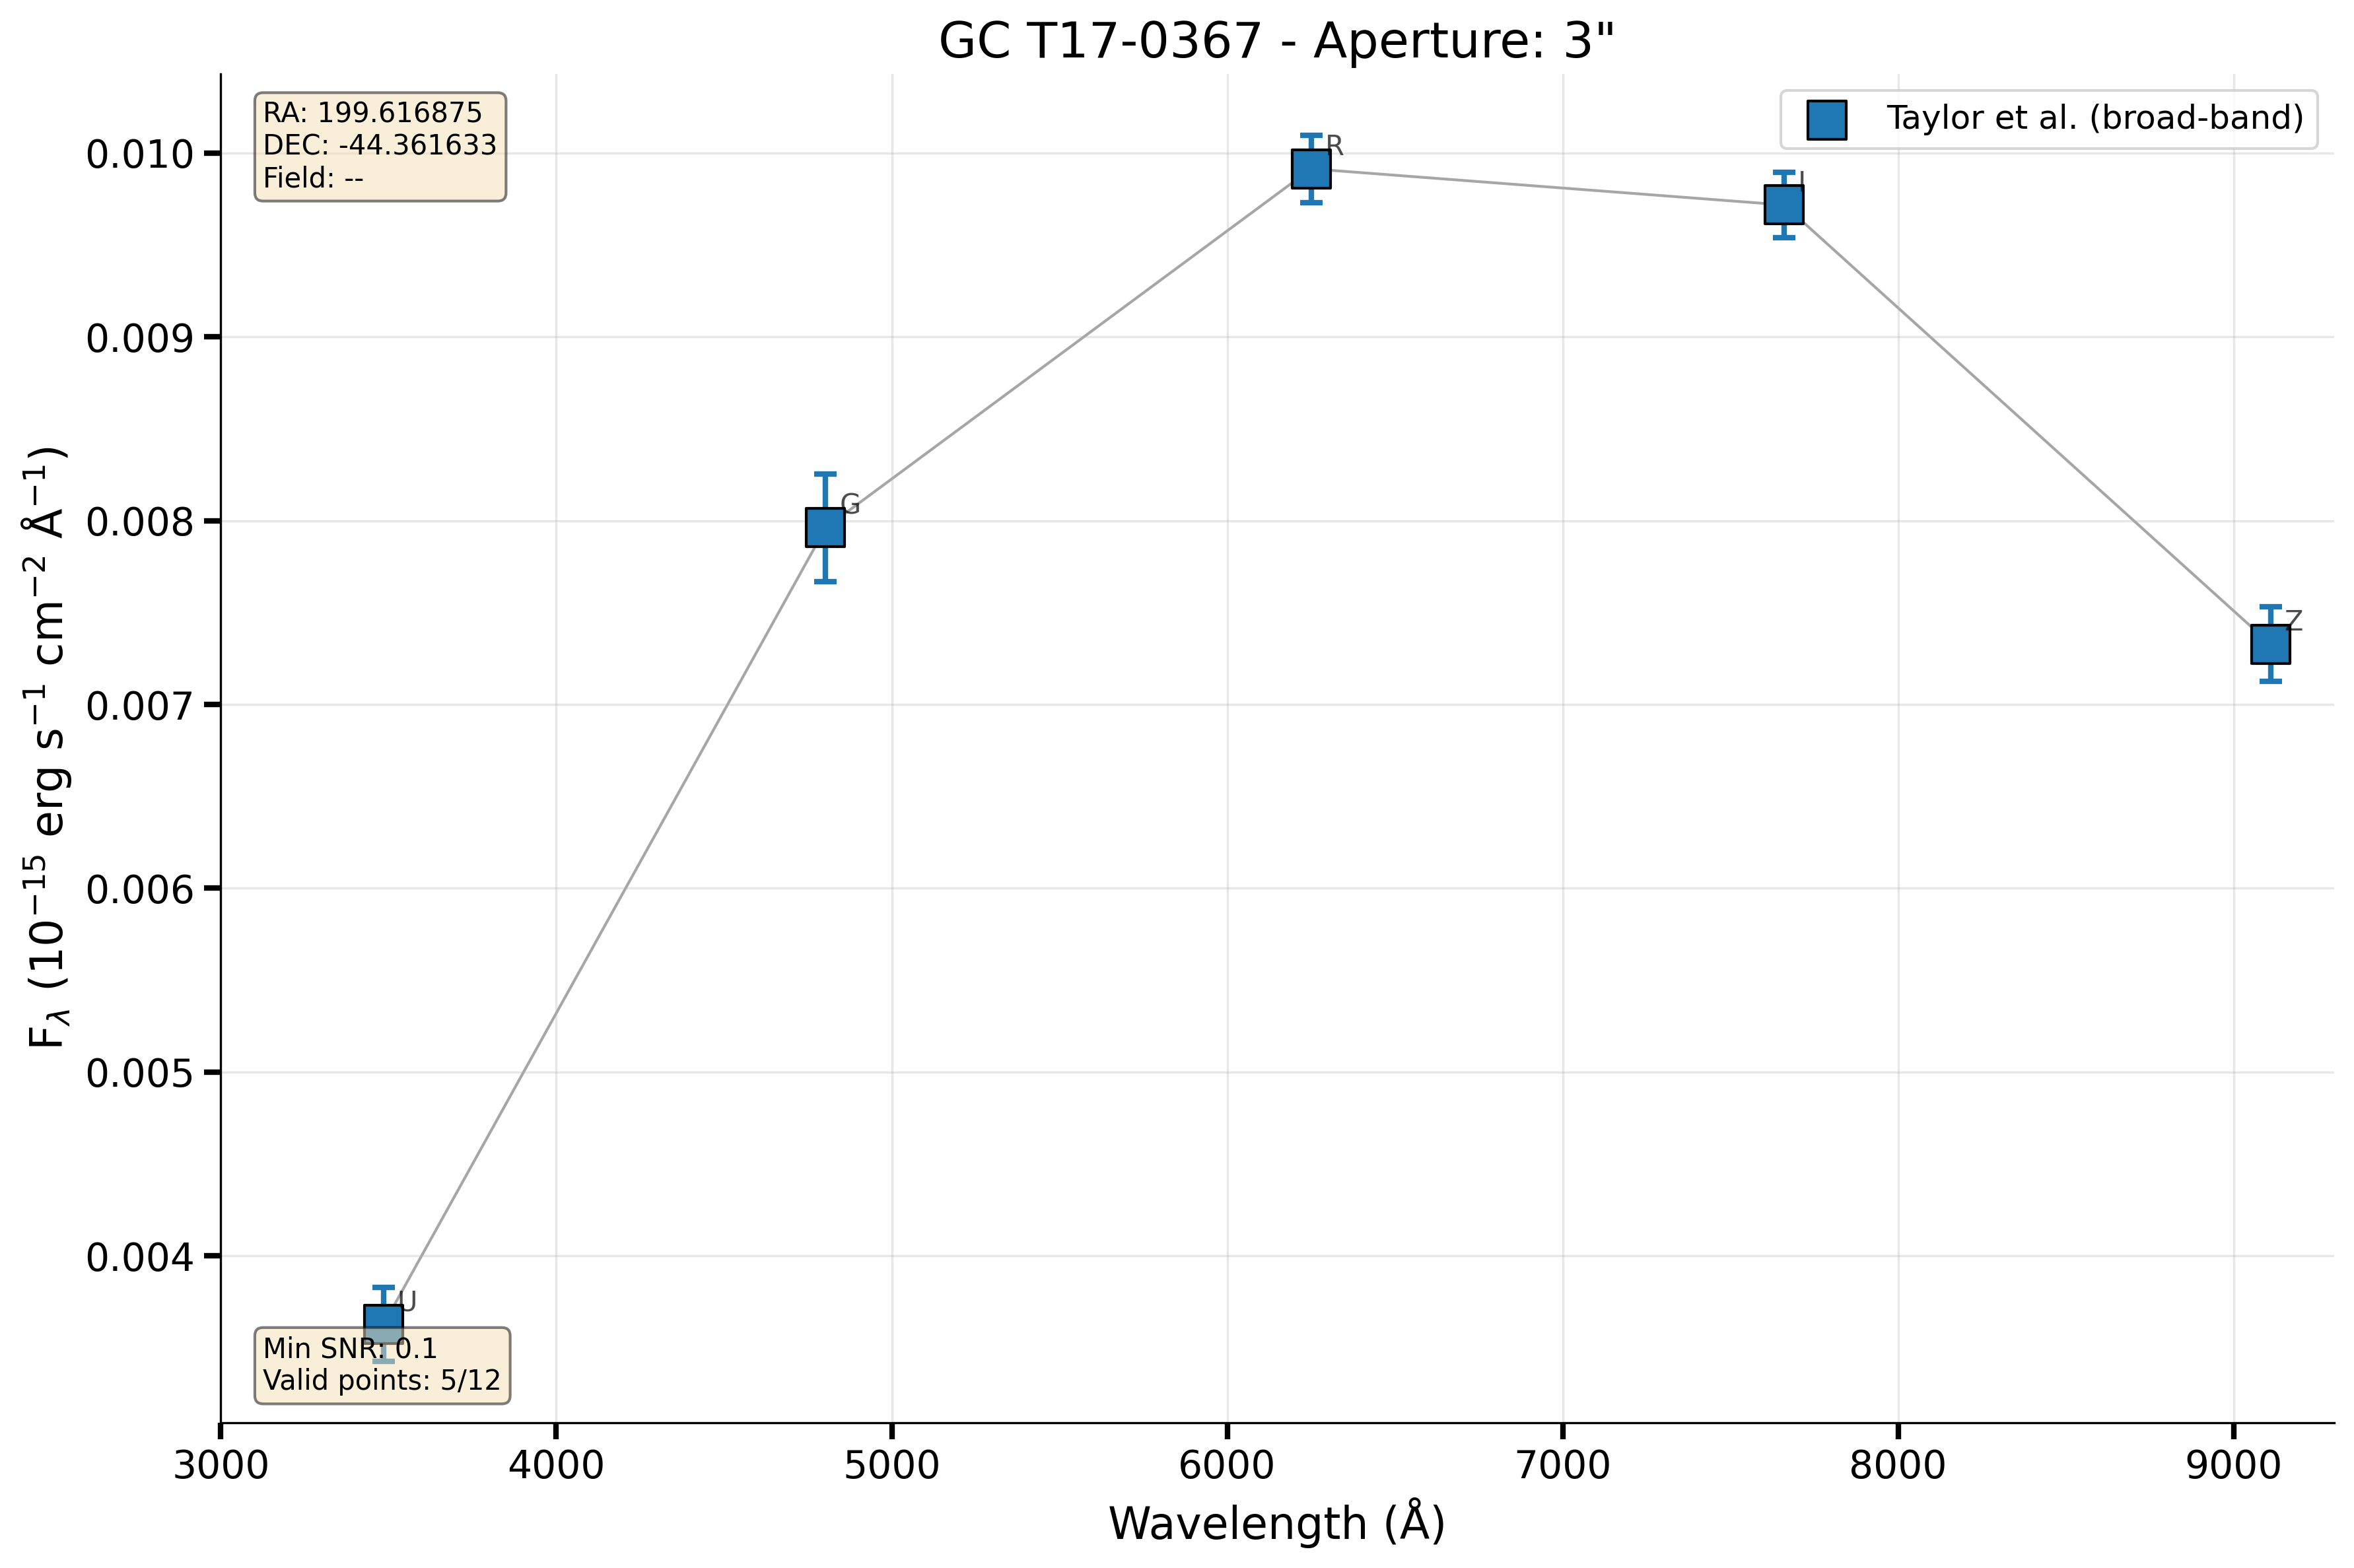 GC T17-0367 - Aperture: 3"
RA: 199.616875
DEC: -44.361633
Field: --
Taylor et al. (broad-band)
R
I
G
Z
U
Min SNR: 0.1
Valid points: 5/12
0.010
0.009
0.008
0.007
0.006
0.005
0.004
F_λ (10⁻¹⁵ erg s⁻¹ cm⁻² Å⁻¹)
3000 4000 5000 6000 7000 8000 9000
Wavelength (Å)